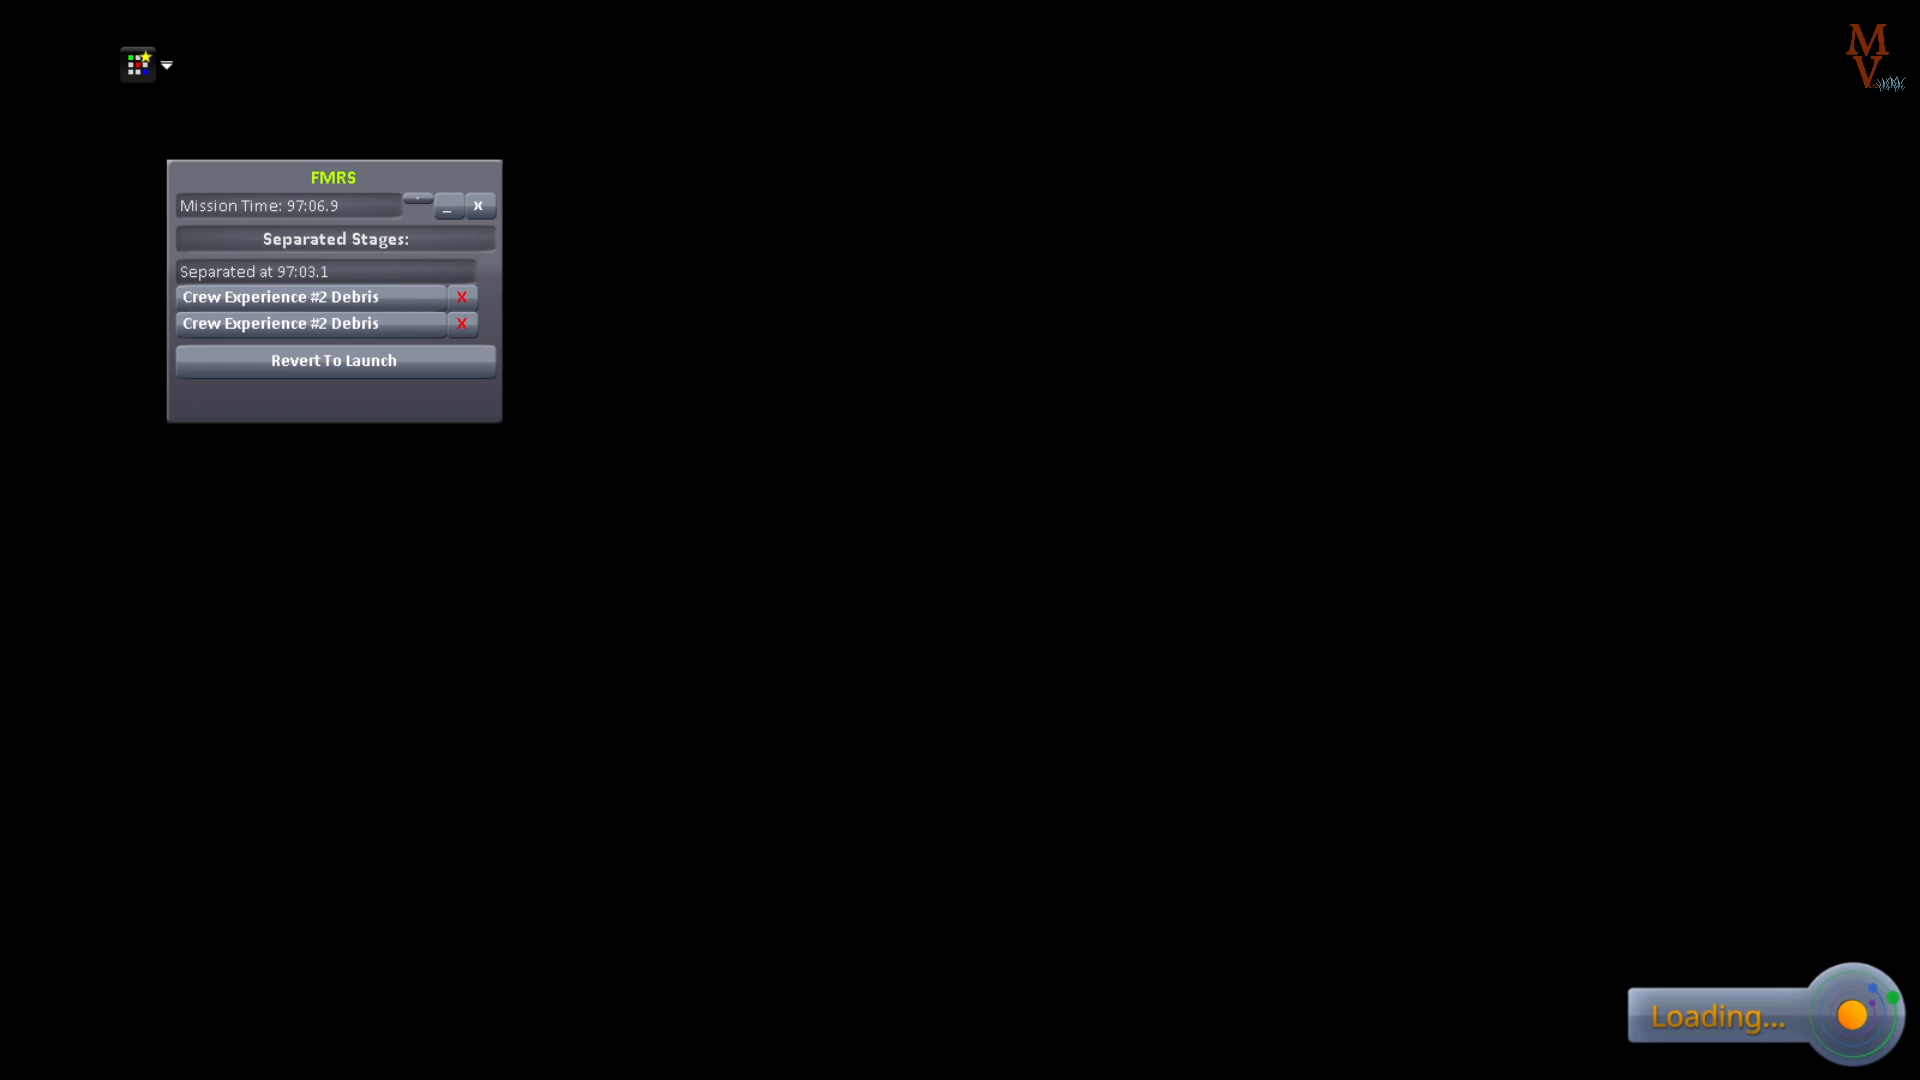 M
V
FMRS
Mission Time: 97:06.9
_
x
Separated Stages:
Separated at 97:03.1
Crew Experience #2 Debris
X
Crew Experience #2 Debris
X
Revert To Launch
Loading...